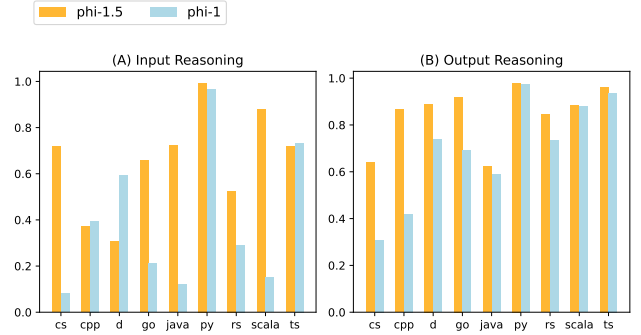 phi-1.5 phi-1
(A) Input Reasoning
1.0
0.8
0.6
0.4
0.2
0.0
cs cpp d go java py rs scala ts
(B) Output Reasoning
1.0
0.8
0.6
0.4
0.2
0.0
cs cpp d go java py rs scala ts